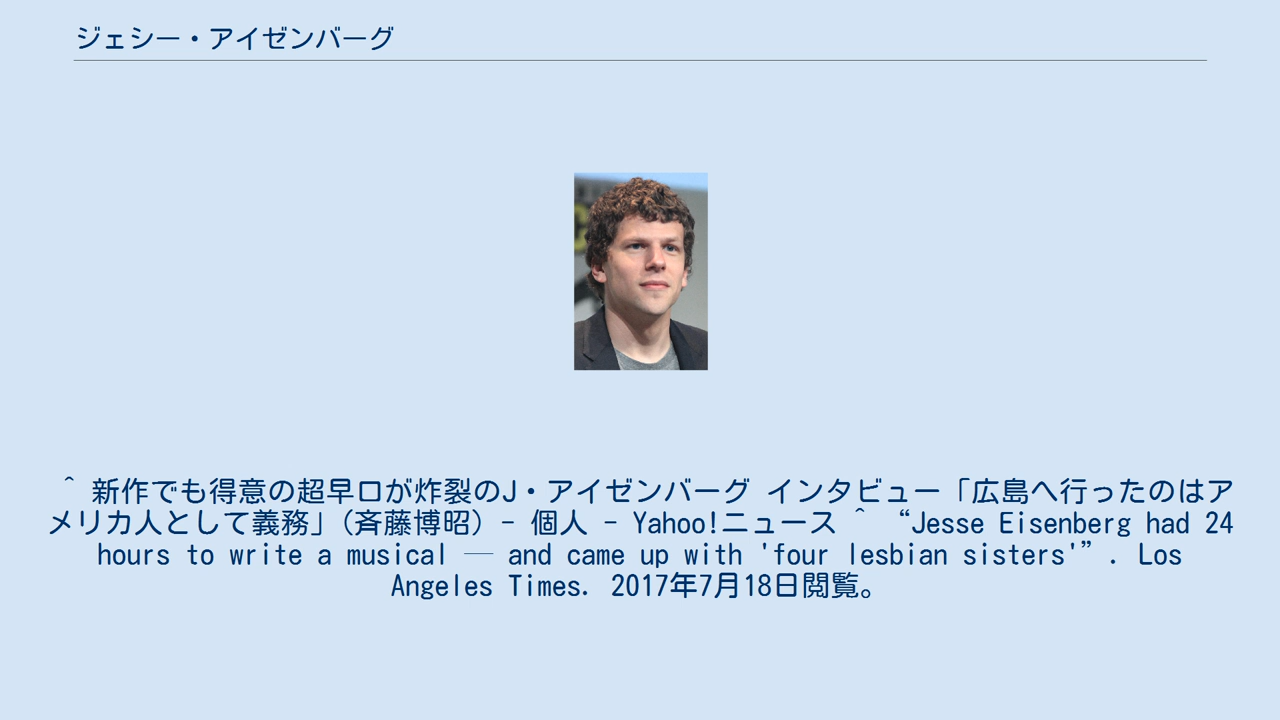 ジェシー・アイゼンバーグ
^ 新作でも得意の超早口が炸裂のJ・アイゼンバーグ インタビュー「広島へ行ったのはア
メリカ人として義務」(斉藤博昭) - 個人 - Yahoo!ニュース ^ “Jesse Eisenberg had 24
hours to write a musical — and came up with 'four lesbian sisters'”. Los
Angeles Times. 2017年7月18日閲覧。